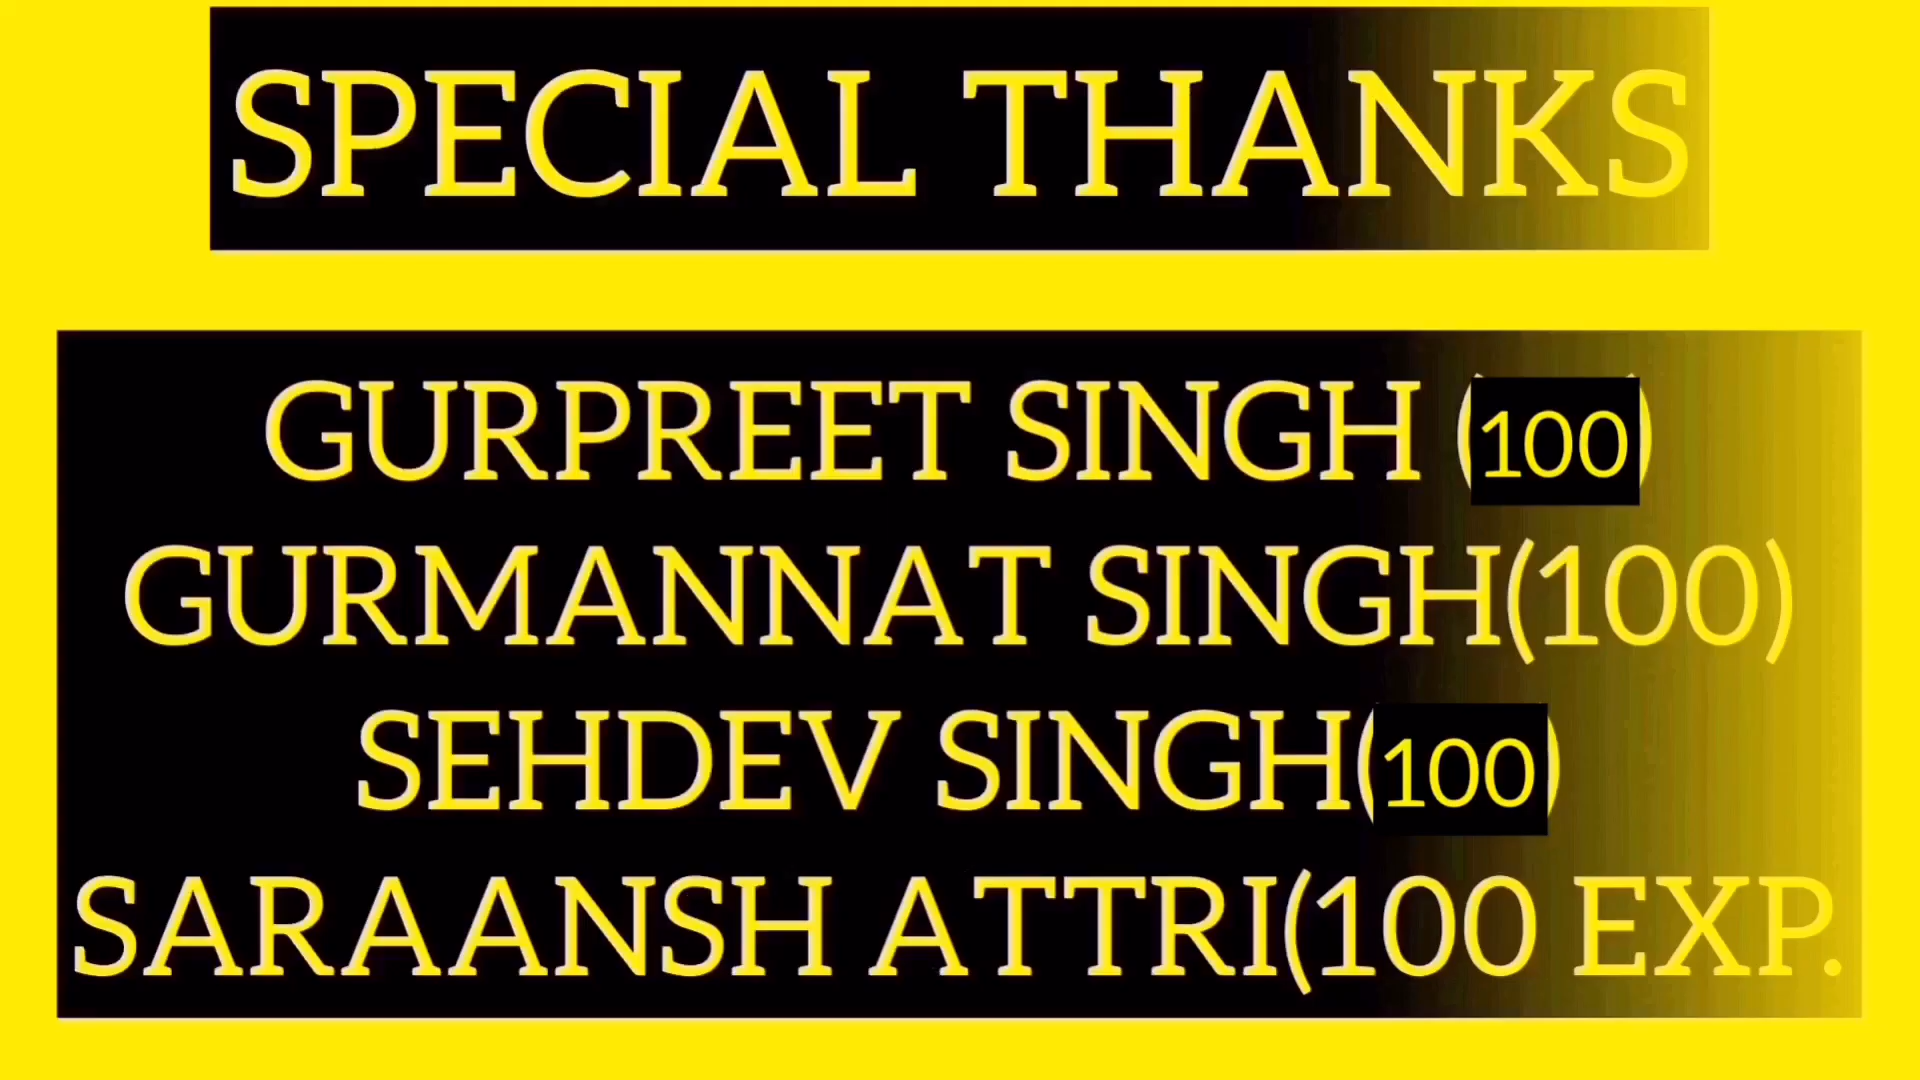 SPECIAL THANKS
GURPREET SINGH (100)
GURMANNAT SINGH(100)
SEHDEV SINGH(100)
SARAANSH ATTRI(100 EXP.